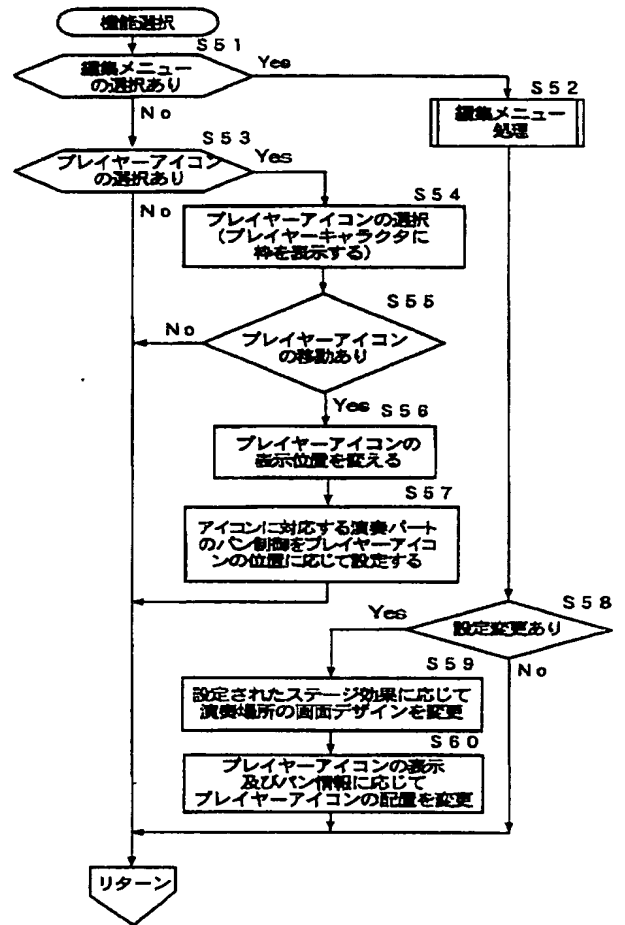 機能選択
S51
編集メニュー
の選択あり
Yes
No
S52
編集メニュー
処理
S53
プレイヤーアイコン
の選択あり
Yes
No
S54
プレイヤーアイコンの選択
(プレイヤーキャラクタに
枠を表示する)
S55
プレイヤーアイコン
の移動あり
No
Yes
S56
プレイヤーアイコンの
表示位置を変える
S57
アイコンに対応する演奏パート
のパン制御をプレイヤーアイコ
ンの位置に応じて設定する
S58
設定変更あり
Yes
No
S59
設定されたステージ効果に応じて
演奏場所の画面デザインを変更
S60
プレイヤーアイコンの表示
及びパン情報に応じて
プレイヤーアイコンの配置を変更
リターン